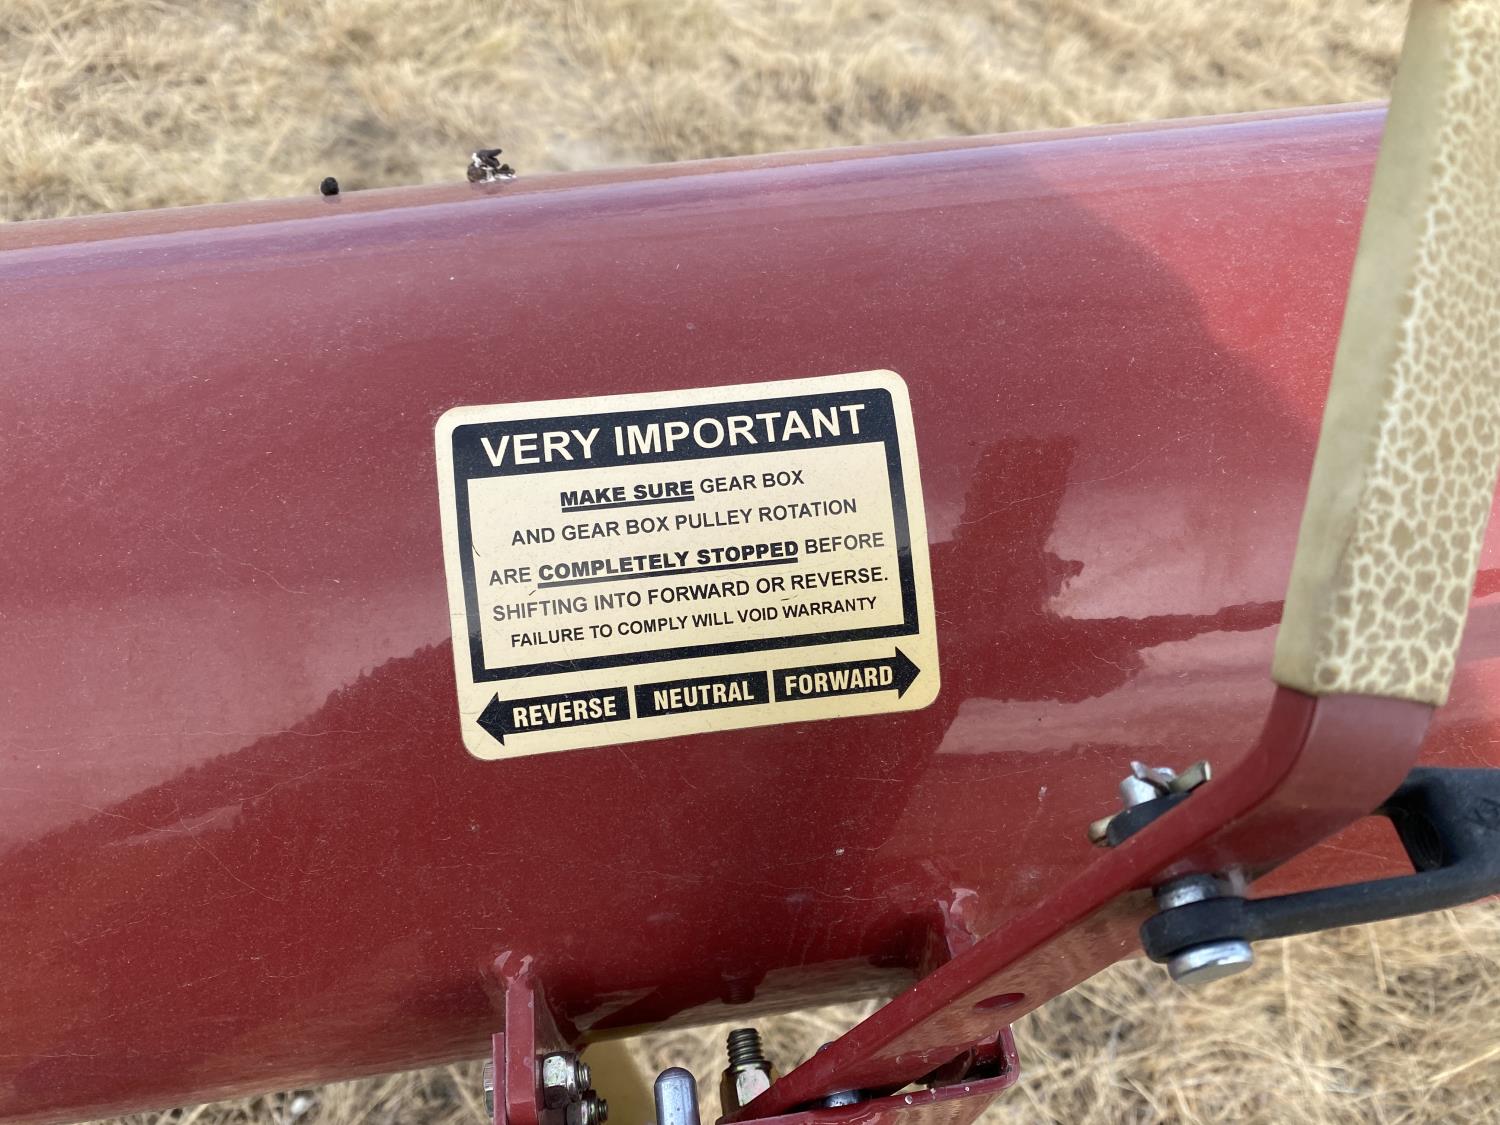 VERY IMPORTANT
MAKE SURE GEAR BOX
AND GEAR BOX PULLEY ROTATION
ARE COMPLETELY STOPPED BEFORE
SHIFTING INTO FORWARD OR REVERSE.
FAILURE TO COMPLY WILL VOID WARRANTY
REVERSE NEUTRAL FORWARD